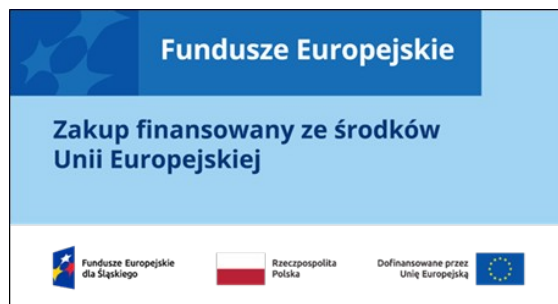 Fundusze Europejskie
Zakup finansowany ze środków
Unii Europejskiej
Fundusze Europejskie
dla Śląskiego
Rzeczpospolita
Polska
Dofinansowane przez
Unię Europejską